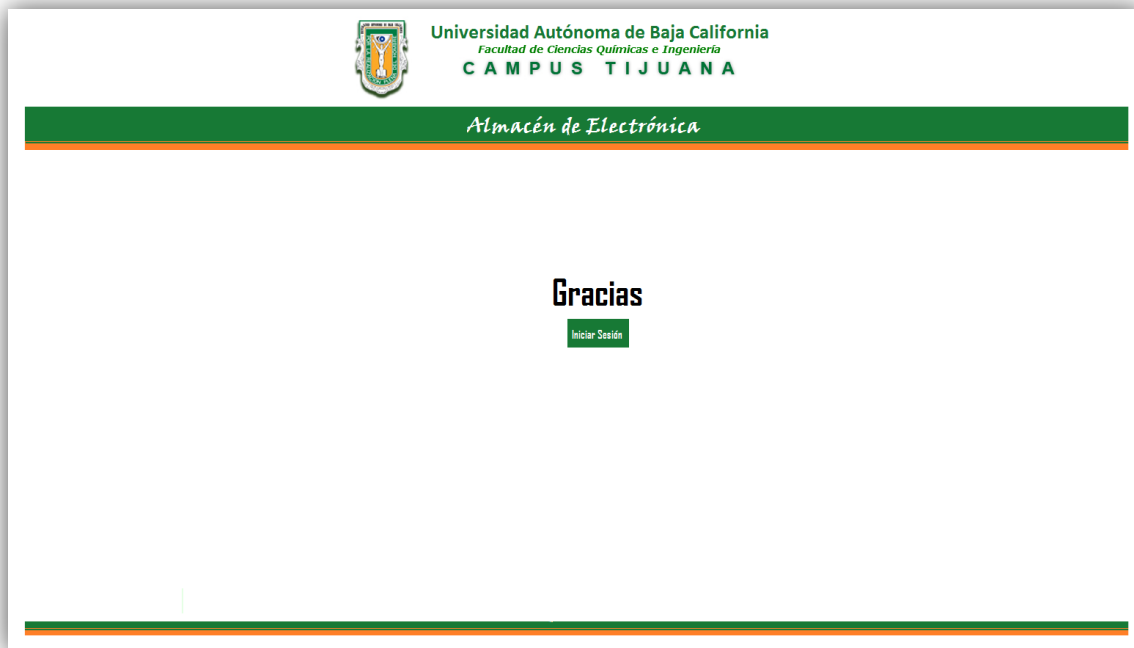 Universidad Autónoma de Baja California
Facultad de Ciencias Químicas e Ingeniería
CAMPUS TIJUANA
Almacén de Electrónica
Gracias
Iniciar Sesión